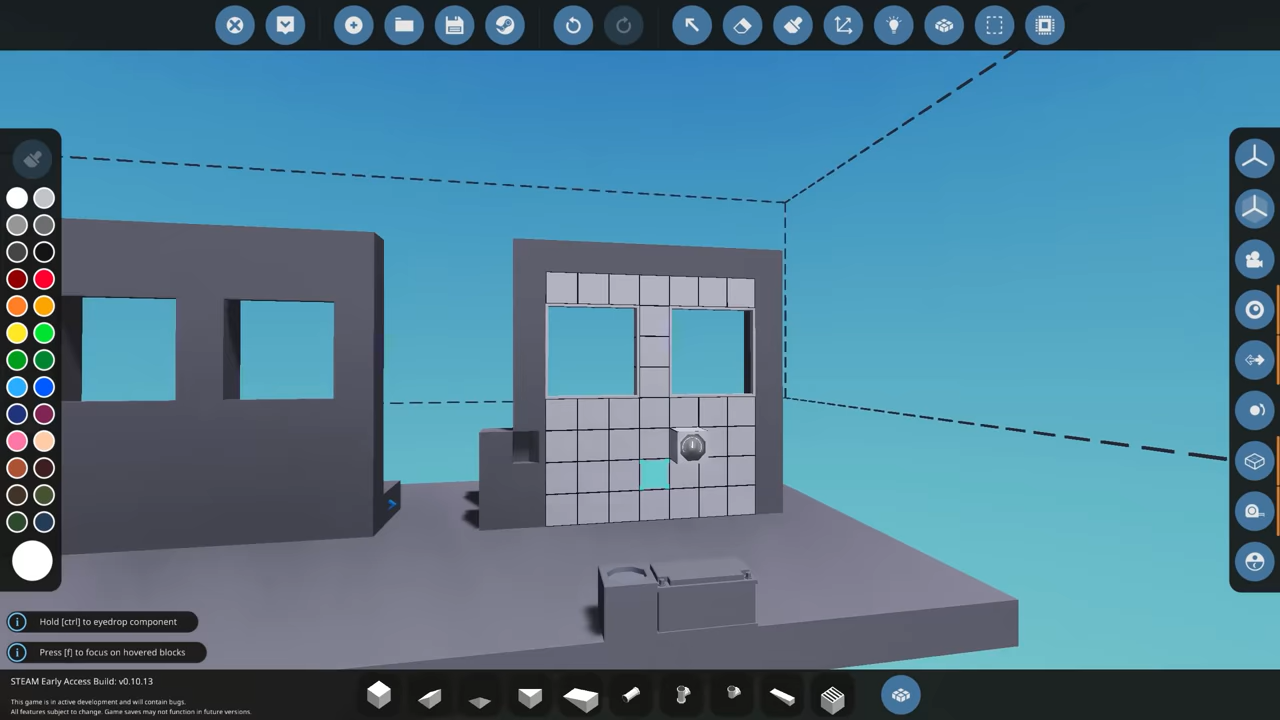 Hold [ctrl] to eyedrop component
Press [f] to focus on hovered blocks
STEAM Early Access Build: v0.10.13
This game is in active development and will contain bugs.
All features subject to change. Game saves may not function in future versions.